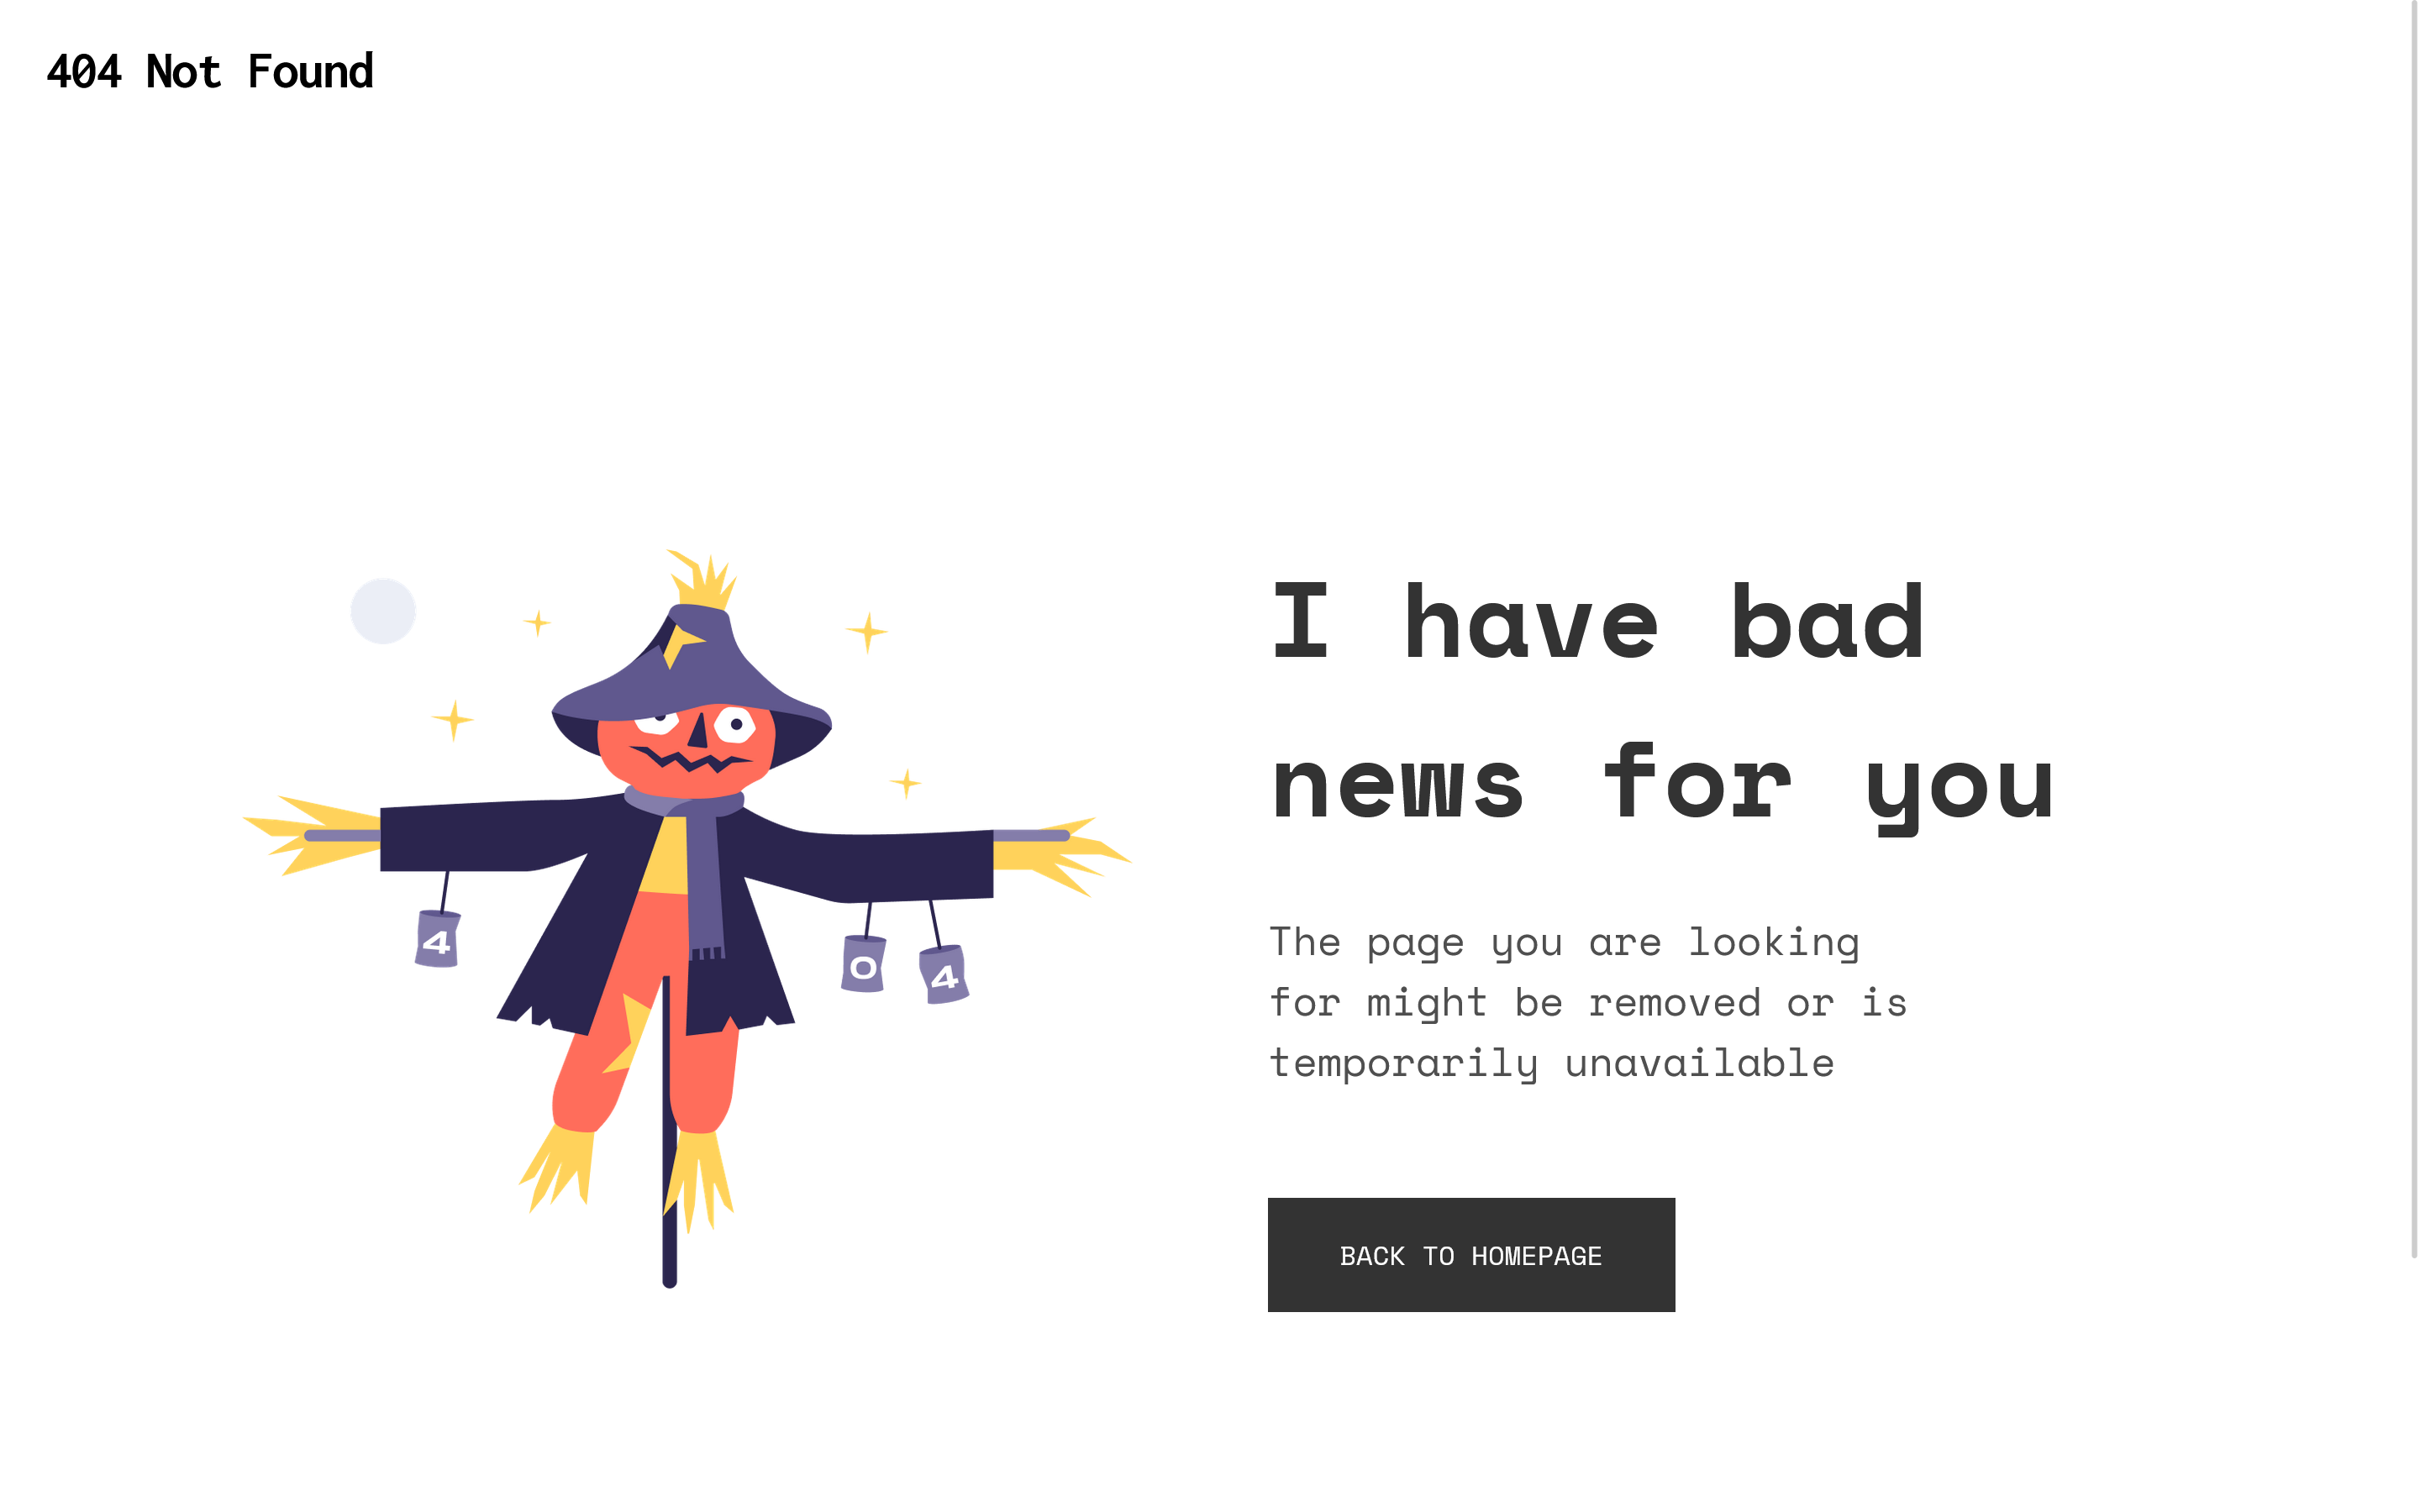 404 Not Found
I have bad
news for you
4
0
4
The page you are looking
for might be removed or is
temporarily unavailable
BACK TO HOMEPAGE